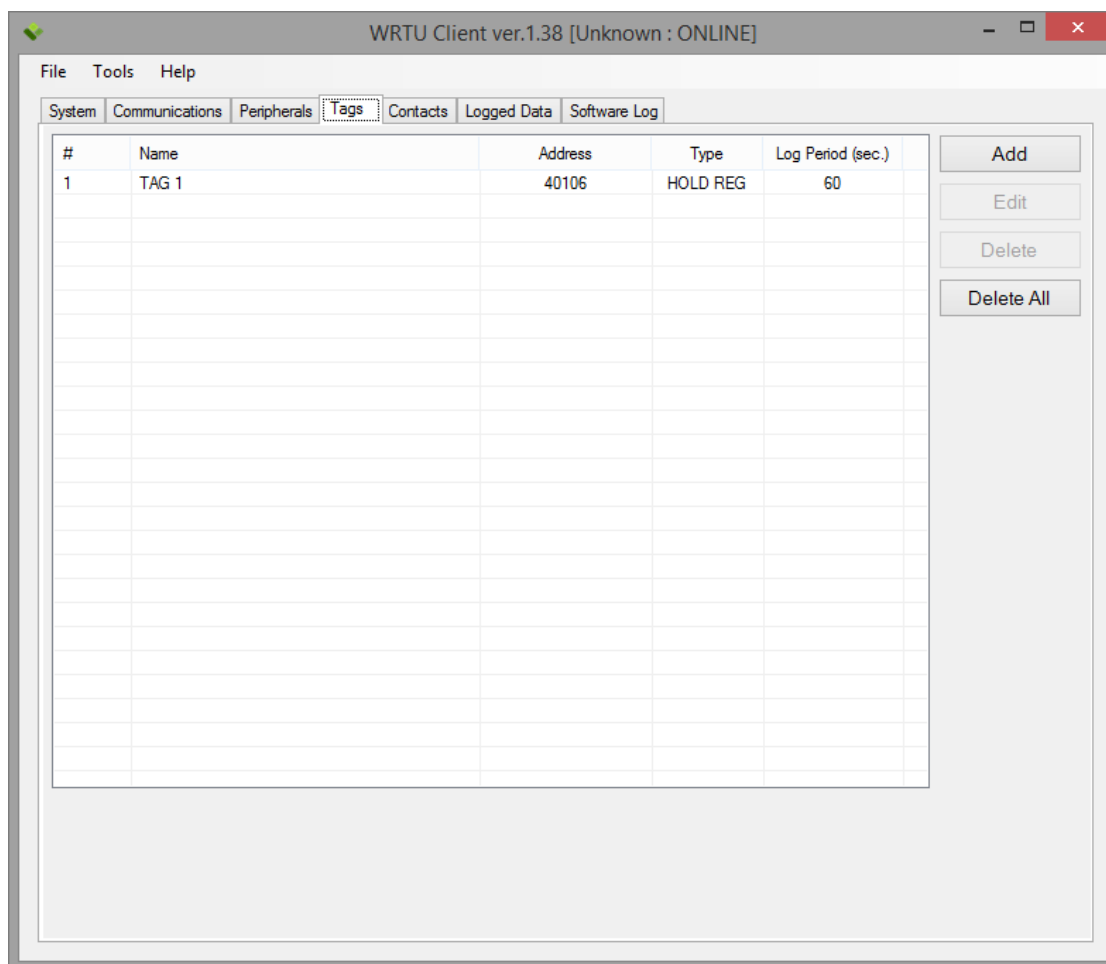 WRTU Client ver.1.38 [Unknown : ONLINE]
File Tools Help
System Communications Peripherals Tags Contacts Logged Data Software Log
# Name Address Type Log Period (sec.)
1 TAG 1 40106 HOLD REG 60
Add
Edit
Delete
Delete All